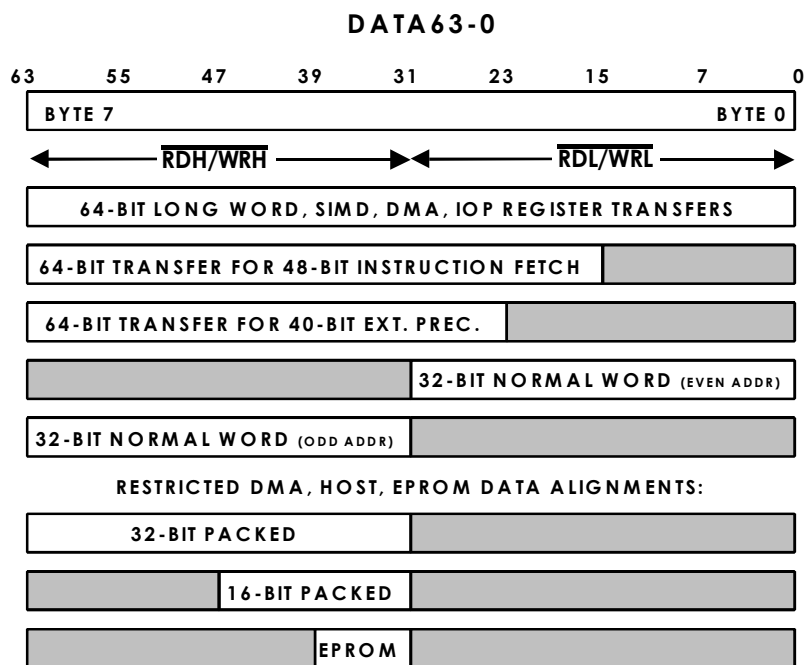 DATA63-0
63 55 47 39 31 23 15 7 0
BYTE 7 BYTE 0
RDH/WRH RDL/WRL
64-BIT LONG WORD, SIMD, DMA, IOP REGISTER TRANSFERS
64-BIT TRANSFER FOR 48-BIT INSTRUCTION FETCH
64-BIT TRANSFER FOR 40-BIT EXT. PREC.
32-BIT NORMAL WORD (EVEN ADDR)
32-BIT NORMAL WORD (ODD ADDR)
RESTRICTED DMA, HOST, EPROM DATA ALIGNMENTS:
32-BIT PACKED
16-BIT PACKED
EPROM